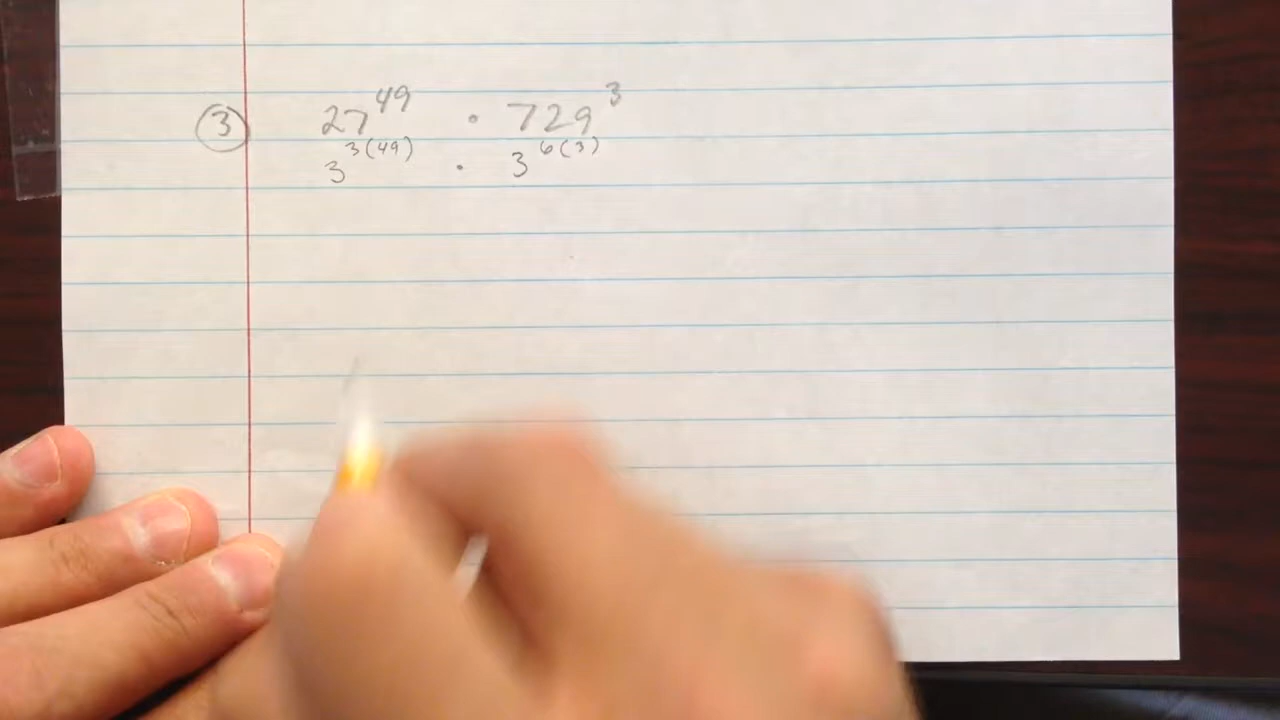 ③ 27^49 · 729^3
3^3(49) · 3^6(3)